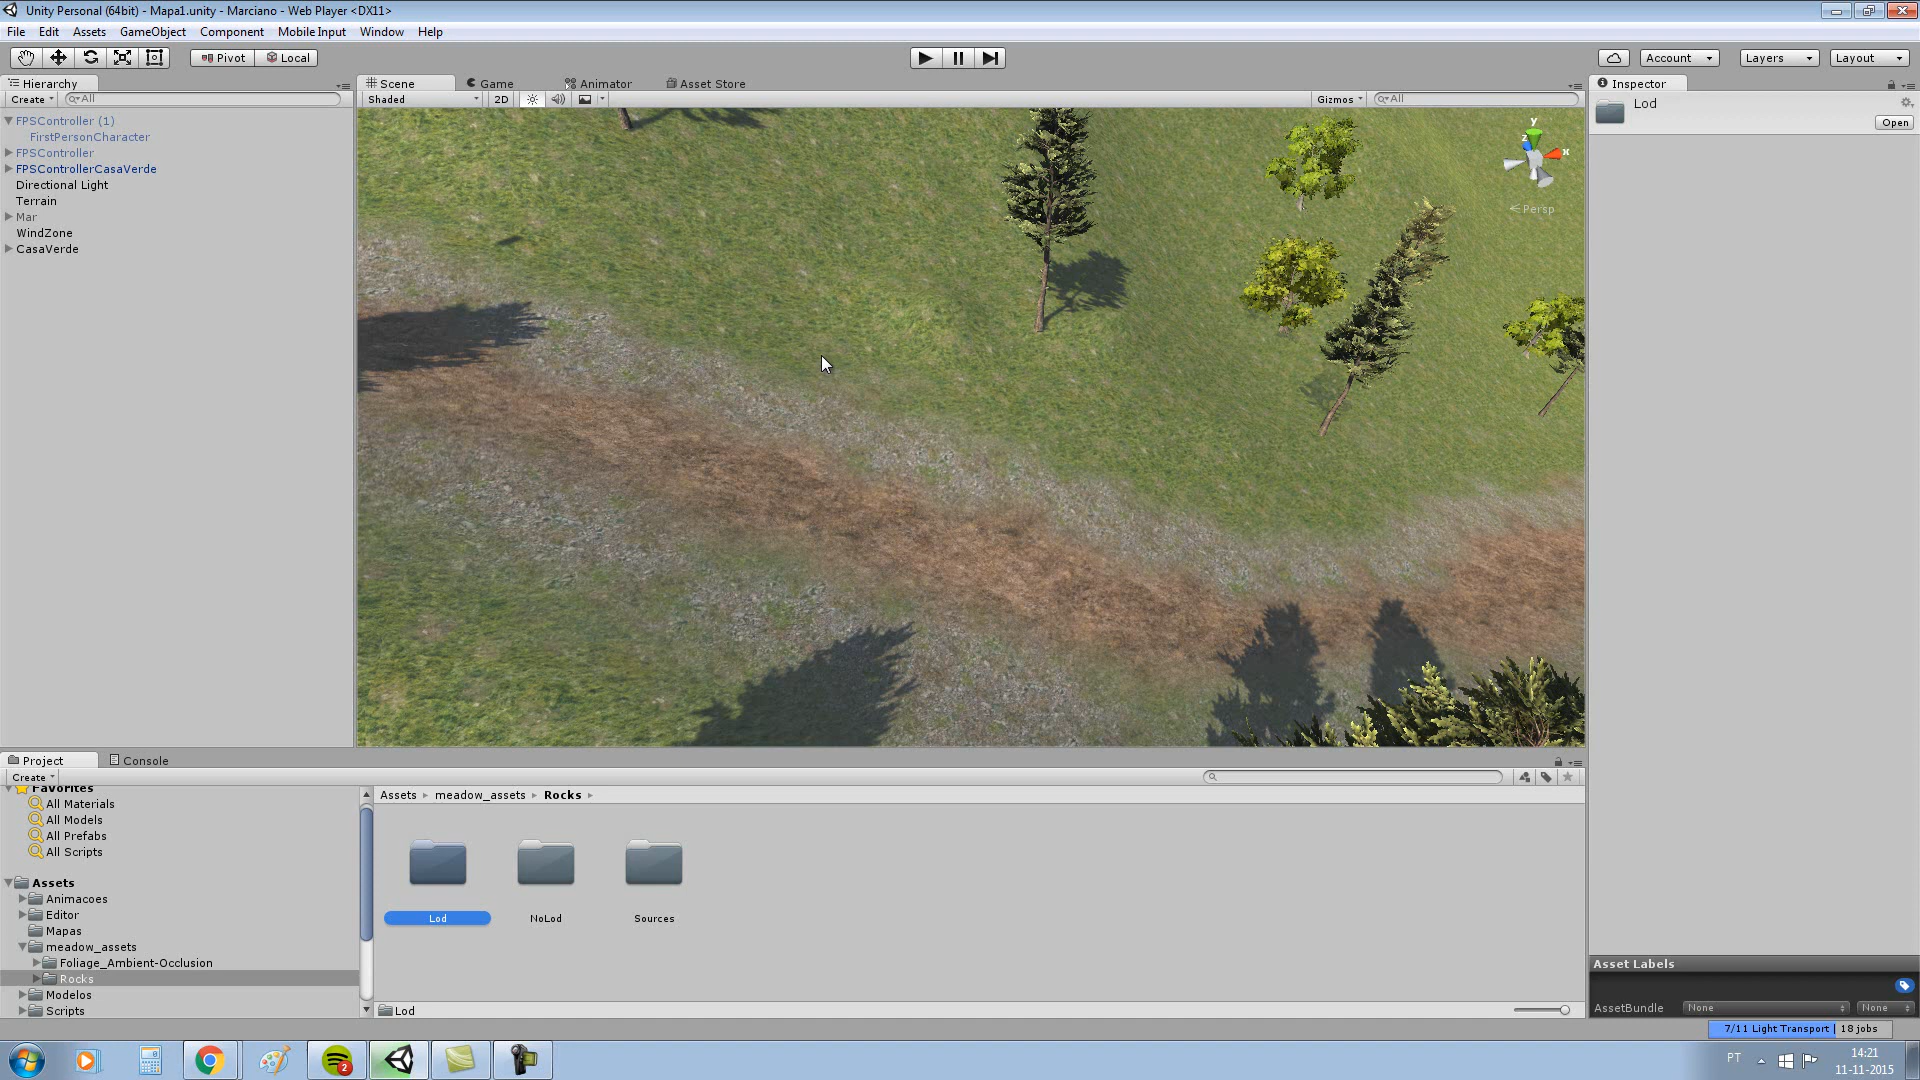 Unity Personal (64bit) - Mapa1.unity - Marciano - Web Player <DX11>
File Edit Assets GameObject Component Mobile Input Window Help
Pivot Local Account Layers Layout
Hierarchy
Create All
FPSController (1)
FirstPersonCharacter
FPSController
FPSControllerCasaVerde
Directional Light
Terrain
Mar
WindZone
CasaVerde
Scene Game Animator Asset Store
Shaded 2D Gizmos All
y
z
x
Persp
Inspector
Lod
Open
Project Console
Create
Favorites
All Materials
All Models
All Prefabs
All Scripts
Assets
Animacoes
Editor
Mapas
meadow_assets
Foliage_Ambient-Occlusion
Rocks
Modelos
Scripts
Assets meadow_assets Rocks
Lod NoLod Sources
Lod
Asset Labels
AssetBundle None None
7/11 Light Transport | 18 jobs
2
PT
14:21
11-11-2015